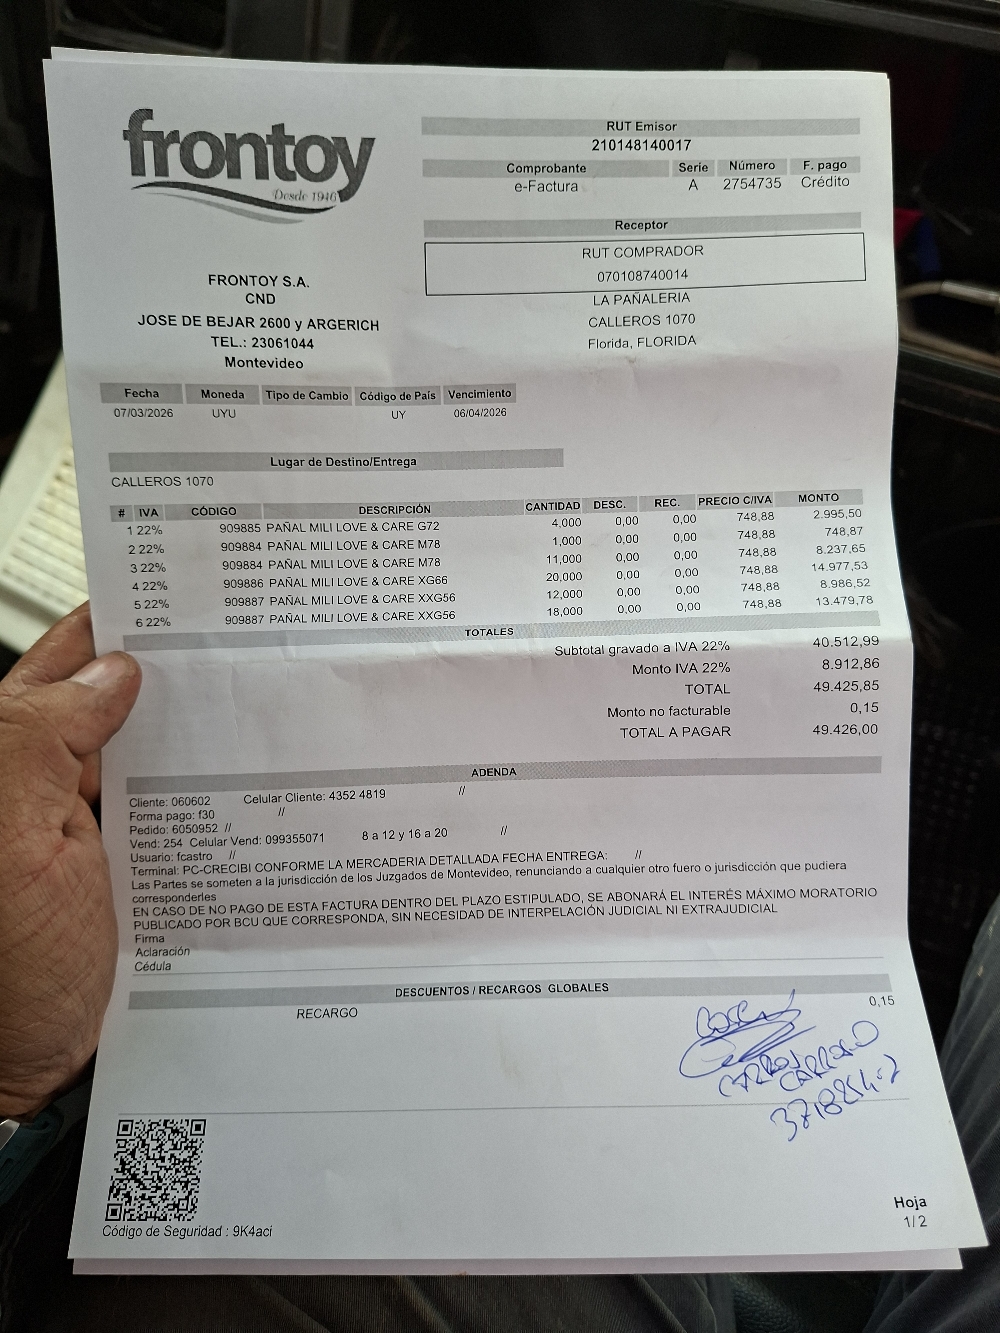 frontoy
Desde 1946
RUT Emisor
210148140017
Comprobante Serie Número F. pago
e-Factura A 2754735 Crédito
Receptor
RUT COMPRADOR
070108740014
LA PAÑALERIA
CALLEROS 1070
Florida, FLORIDA
FRONTOY S.A.
CND
JOSE DE BEJAR 2600 y ARGERICH
TEL.: 23061044
Montevideo
Fecha Moneda Tipo de Cambio Código de País Vencimiento
07/03/2026 UYU UY 06/04/2026
Lugar de Destino/Entrega
CALLEROS 1070
# IVA CÓDIGO DESCRIPCIÓN CANTIDAD DESC. REC. PRECIO C/IVA MONTO
1 22% 909885 PAÑAL MILI LOVE & CARE G72 4,000 0,00 0,00 748,88 2.995,50
2 22% 909884 PAÑAL MILI LOVE & CARE M78 1,000 0,00 0,00 748,88 748,87
3 22% 909884 PAÑAL MILI LOVE & CARE M78 11,000 0,00 0,00 748,88 8.237,65
4 22% 909886 PAÑAL MILI LOVE & CARE XG66 20,000 0,00 0,00 748,88 14.977,53
5 22% 909887 PAÑAL MILI LOVE & CARE XXG56 12,000 0,00 0,00 748,88 8.986,52
6 22% 909887 PAÑAL MILI LOVE & CARE XXG56 18,000 0,00 0,00 748,88 13.479,78
TOTALES
Subtotal gravado a IVA 22% 40.512,99
Monto IVA 22% 8.912,86
TOTAL 49.425,85
Monto no facturable 0,15
TOTAL A PAGAR 49.426,00
ADENDA
Cliente: 060602 Celular Cliente: 4352 4819 //
Forma pago: f30 //
Pedido: 6050952 //
Vend: 254 Celular Vend: 099355071 8 a 12 y 16 a 20 //
Usuario: fcastro //
Terminal: PC-CRECIBI CONFORME LA MERCADERIA DETALLADA FECHA ENTREGA: //
Las Partes se someten a la jurisdicción de los Juzgados de Montevideo, renunciando a cualquier otro fuero o jurisdicción que pudiera
corresponderles
EN CASO DE NO PAGO DE ESTA FACTURA DENTRO DEL PLAZO ESTIPULADO, SE ABONARÁ EL INTERÉS MÁXIMO MORATORIO
PUBLICADO POR BCU QUE CORRESPONDA, SIN NECESIDAD DE INTERPELACIÓN JUDICIAL NI EXTRAJUDICIAL
Firma
Aclaración
Cédula
DESCUENTOS / RECARGOS GLOBALES
RECARGO 0,15
Código de Seguridad : 9K4aci
Hoja
1/2